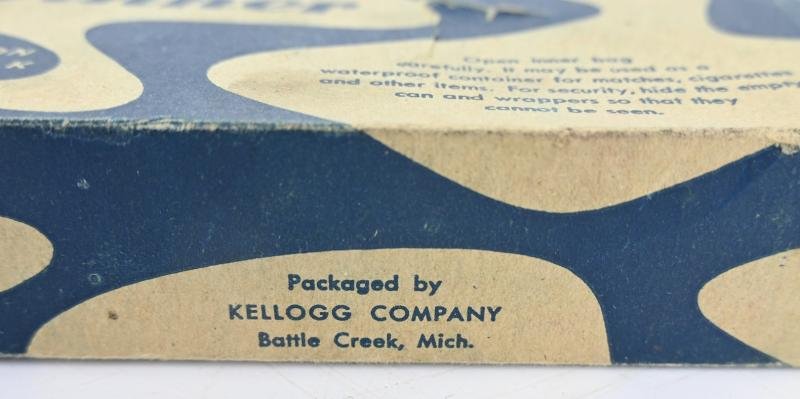 Open inner bag
carefully. It may be used as a
waterproof container for matches, cigarettes
and other items. For security, hide the empty
can and wrappers so that they
cannot be seen.
Packaged by
KELLOGG COMPANY
Battle Creek, Mich.